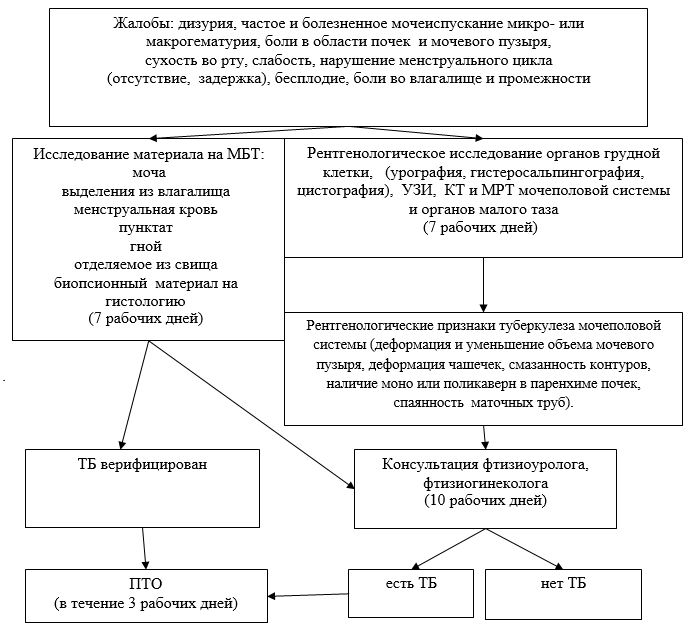 Жалобы: дизурия, частое и болезненное мочеиспускание микро- или
макрогематурия, боли в области почек и мочевого пузыря,
сухость во рту, слабость, нарушение менструального цикла
(отсутствие, задержка), бесплодие, боли во влагалище и промежности
Исследование материала на МБТ:
моча
выделения из влагалища
менструальная кровь
пунктат
гной
отделяемое из свища
биопсионный материал на
гистологию
(7 рабочих дней)
Рентгенологическое исследование органов грудной
клетки, (урография, гистеросальпингография,
цистография), УЗИ, КТ и МРТ мочеполовой системы
и органов малого таза
(7 рабочих дней)
Рентгенологические признаки туберкулеза мочеполовой
системы (деформация и уменьшение объема мочевого
пузыря, деформация чашечек, смазанность контуров,
наличие моно или поликаверн в паренхиме почек,
спаянность маточных труб).
ТБ верифицирован
Консультация фтизиоуролога,
фтизиогинеколога
(10 рабочих дней)
ПТО
(в течение 3 рабочих дней)
есть ТБ
нет ТБ